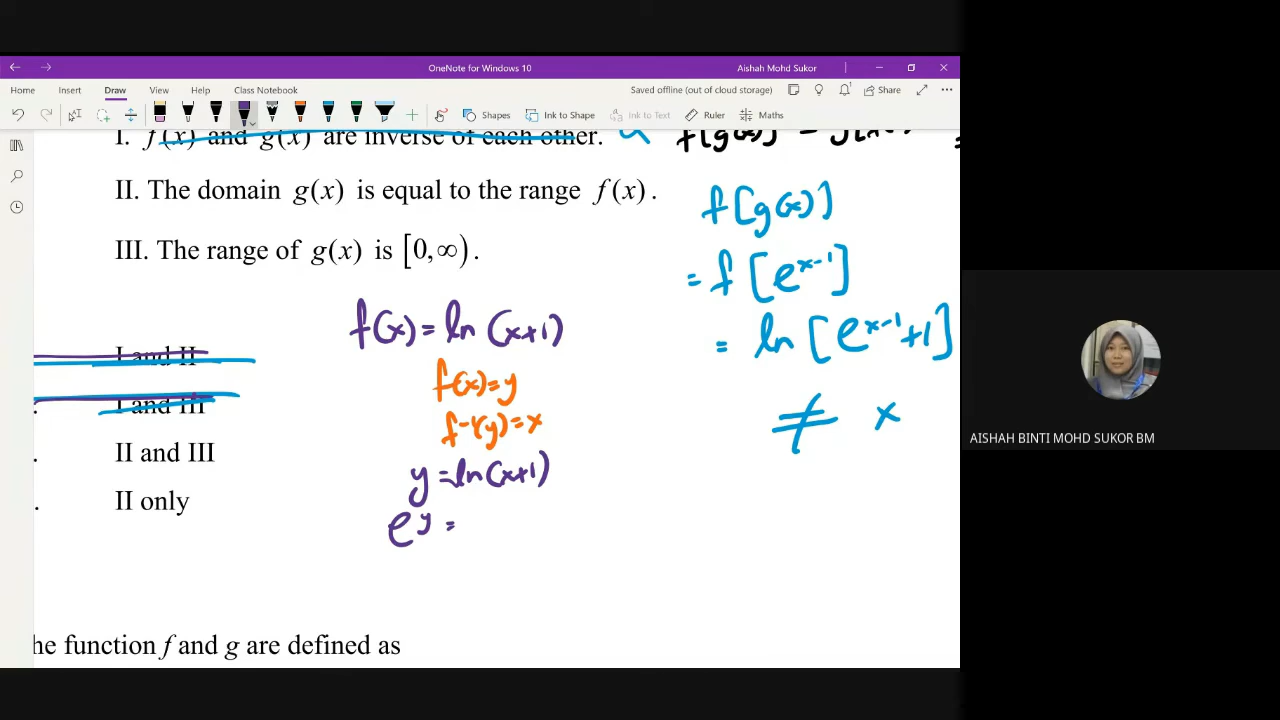 OneNote for Windows 10
Aishah Mohd Sukor
Home Insert Draw View Help Class Notebook
Saved offline (out of cloud storage) Share
Shapes Ink to Shape Ink to Text Ruler Maths
I. f(x) and g(x) are inverse of each other.
f[g(x)] =
II. The domain g(x) is equal to the range f(x).
III. The range of g(x) is [0,∞).
f[g(x)]
= f[e^(x-1)]
= ln[e^(x-1)+1]
≠ x
f(x) = ln(x+1)
f(x)=y
f-1(y)=x
y = ln(x+1)
e^y =
I and II
I and III
. II and III
. II only
he function f and g are defined as
AISHAH BINTI MOHD SUKOR BM